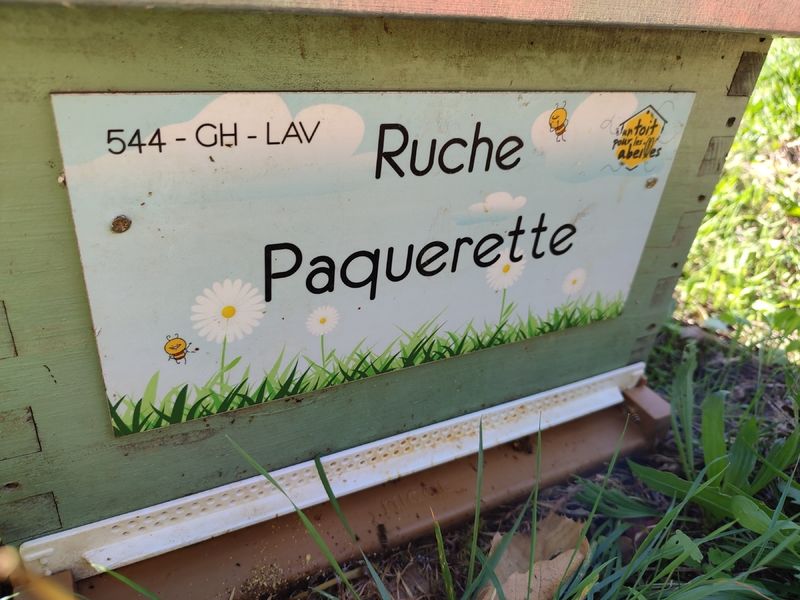 544 - GH - LAV
Ruche
Paquerette
un toit
pour les
abeilles